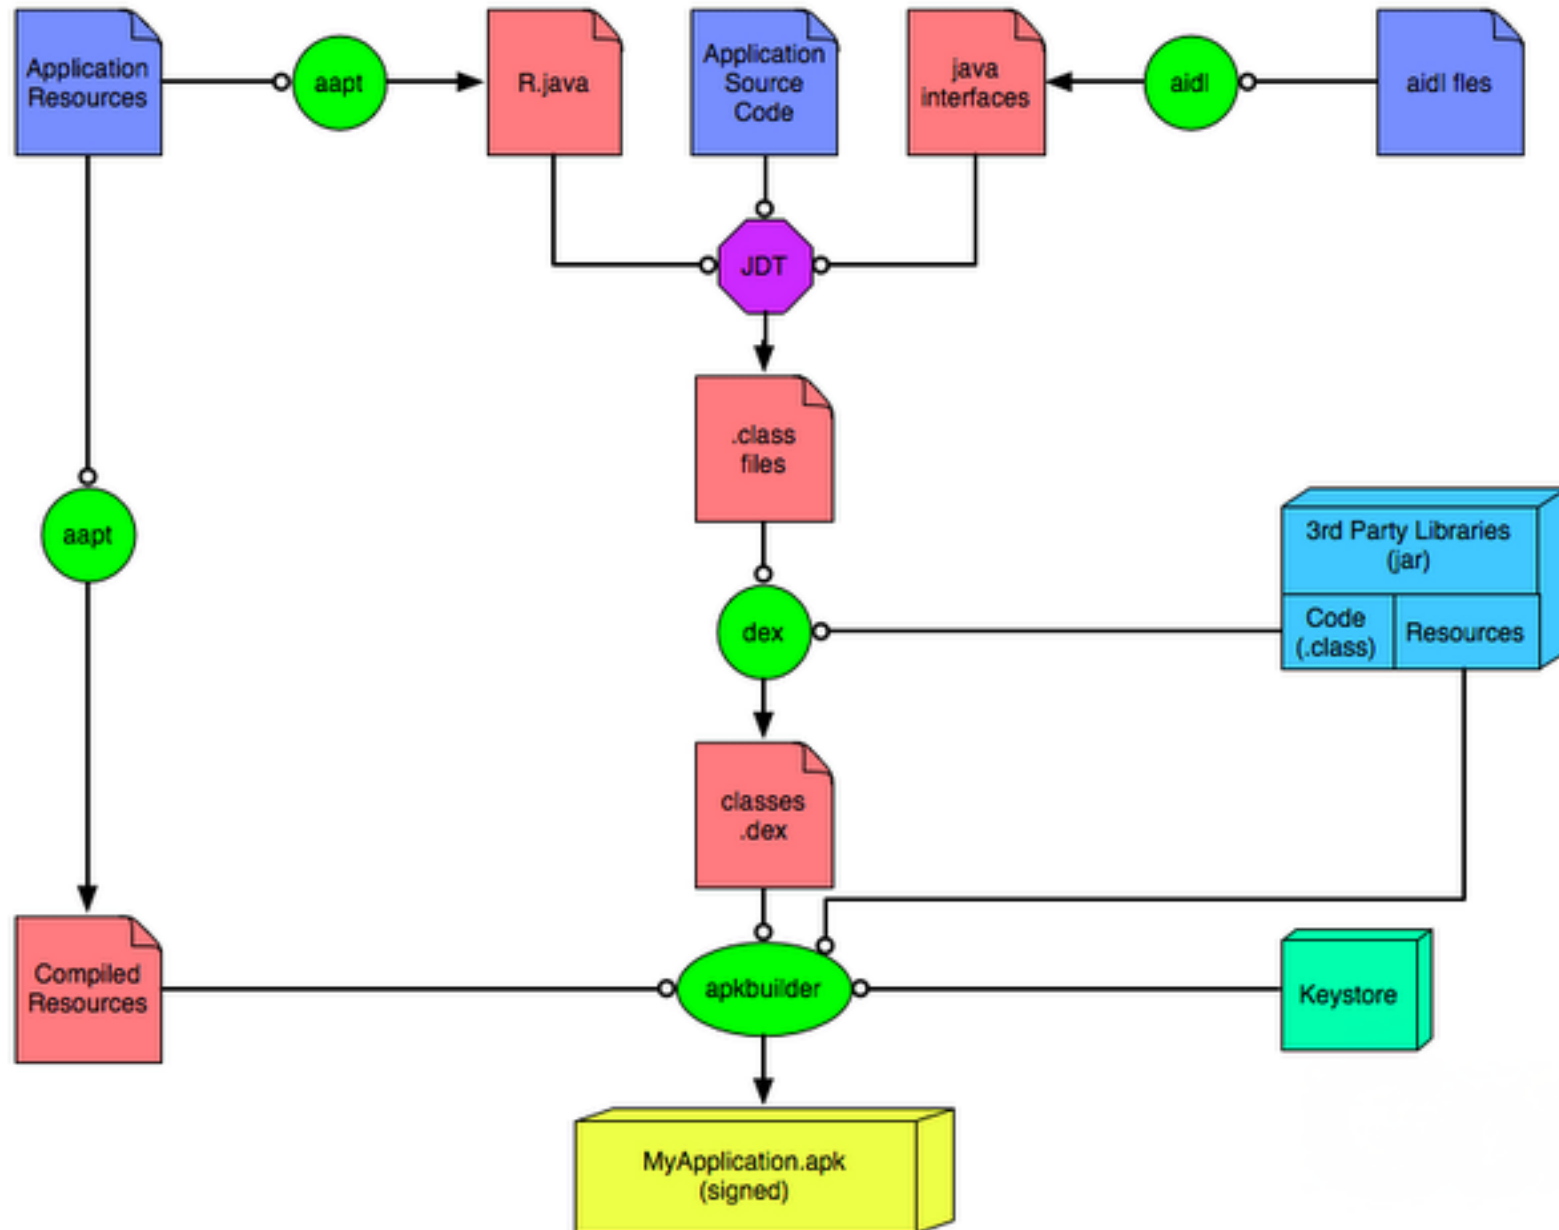 Application
Resources
aapt
R.java
Application
Source
Code
java
interfaces
aidl
aidl fles
JDT
.class
files
aapt
3rd Party Libraries
(jar)
Code
(.class)
Resources
dex
classes
.dex
Compiled
Resources
apkbuilder
Keystore
MyApplication.apk
(signed)